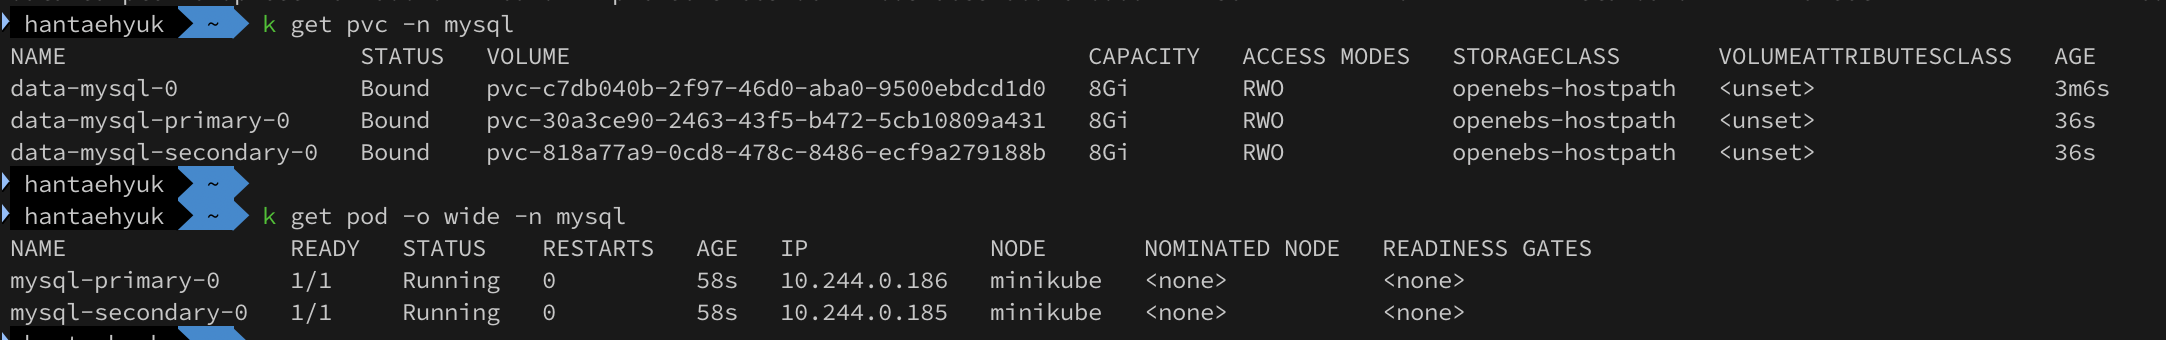 hantaehyuk ~ k get pvc -n mysql
NAME STATUS VOLUME CAPACITY ACCESS MODES STORAGECLASS VOLUMEATTRIBUTESCLASS AGE
data-mysql-0 Bound pvc-c7db040b-2f97-46d0-aba0-9500ebdcd1d0 8Gi RWO openebs-hostpath <unset> 3m6s
data-mysql-primary-0 Bound pvc-30a3ce90-2463-43f5-b472-5cb10809a431 8Gi RWO openebs-hostpath <unset> 36s
data-mysql-secondary-0 Bound pvc-818a77a9-0cd8-478c-8486-ecf9a279188b 8Gi RWO openebs-hostpath <unset> 36s
hantaehyuk ~
hantaehyuk ~ k get pod -o wide -n mysql
NAME READY STATUS RESTARTS AGE IP NODE NOMINATED NODE READINESS GATES
mysql-primary-0 1/1 Running 0 58s 10.244.0.186 minikube <none> <none>
mysql-secondary-0 1/1 Running 0 58s 10.244.0.185 minikube <none> <none>